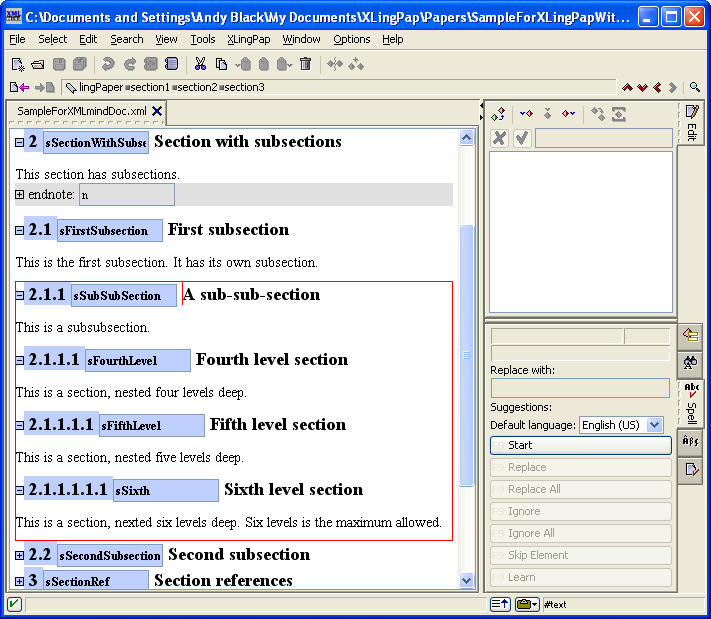 C:\Documents and Settings\Andy Black\My Documents\XLingPap\Papers\SampleForXLingPapWit...
File Select Edit Search View Tools XLingPap Window Options Help
lingPaper section1 section2 section3
SampleForXMLmindDoc.xml
2 sSectionWithSubse Section with subsections
This section has subsections.
endnote: n
2.1 sFirstSubsection First subsection
This is the first subsection. It has its own subsection.
2.1.1 sSubSubSection A sub-sub-section
This is a subsubsection.
2.1.1.1 sFourthLevel Fourth level section
This is a section, nested four levels deep.
2.1.1.1.1 sFifthLevel Fifth level section
This is a section, nested five levels deep.
2.1.1.1.1.1 sSixth Sixth level section
This is a section, nexted six levels deep. Six levels is the maximum allowed.
2.2 sSecondSubsection Second subsection
3 sSectionRef Section references
Edit
Replace with:
Suggestions:
Default language: English (US)
Start
Replace
Replace All
Ignore
Ignore All
Skip Element
Learn
Abc
Spell
#text